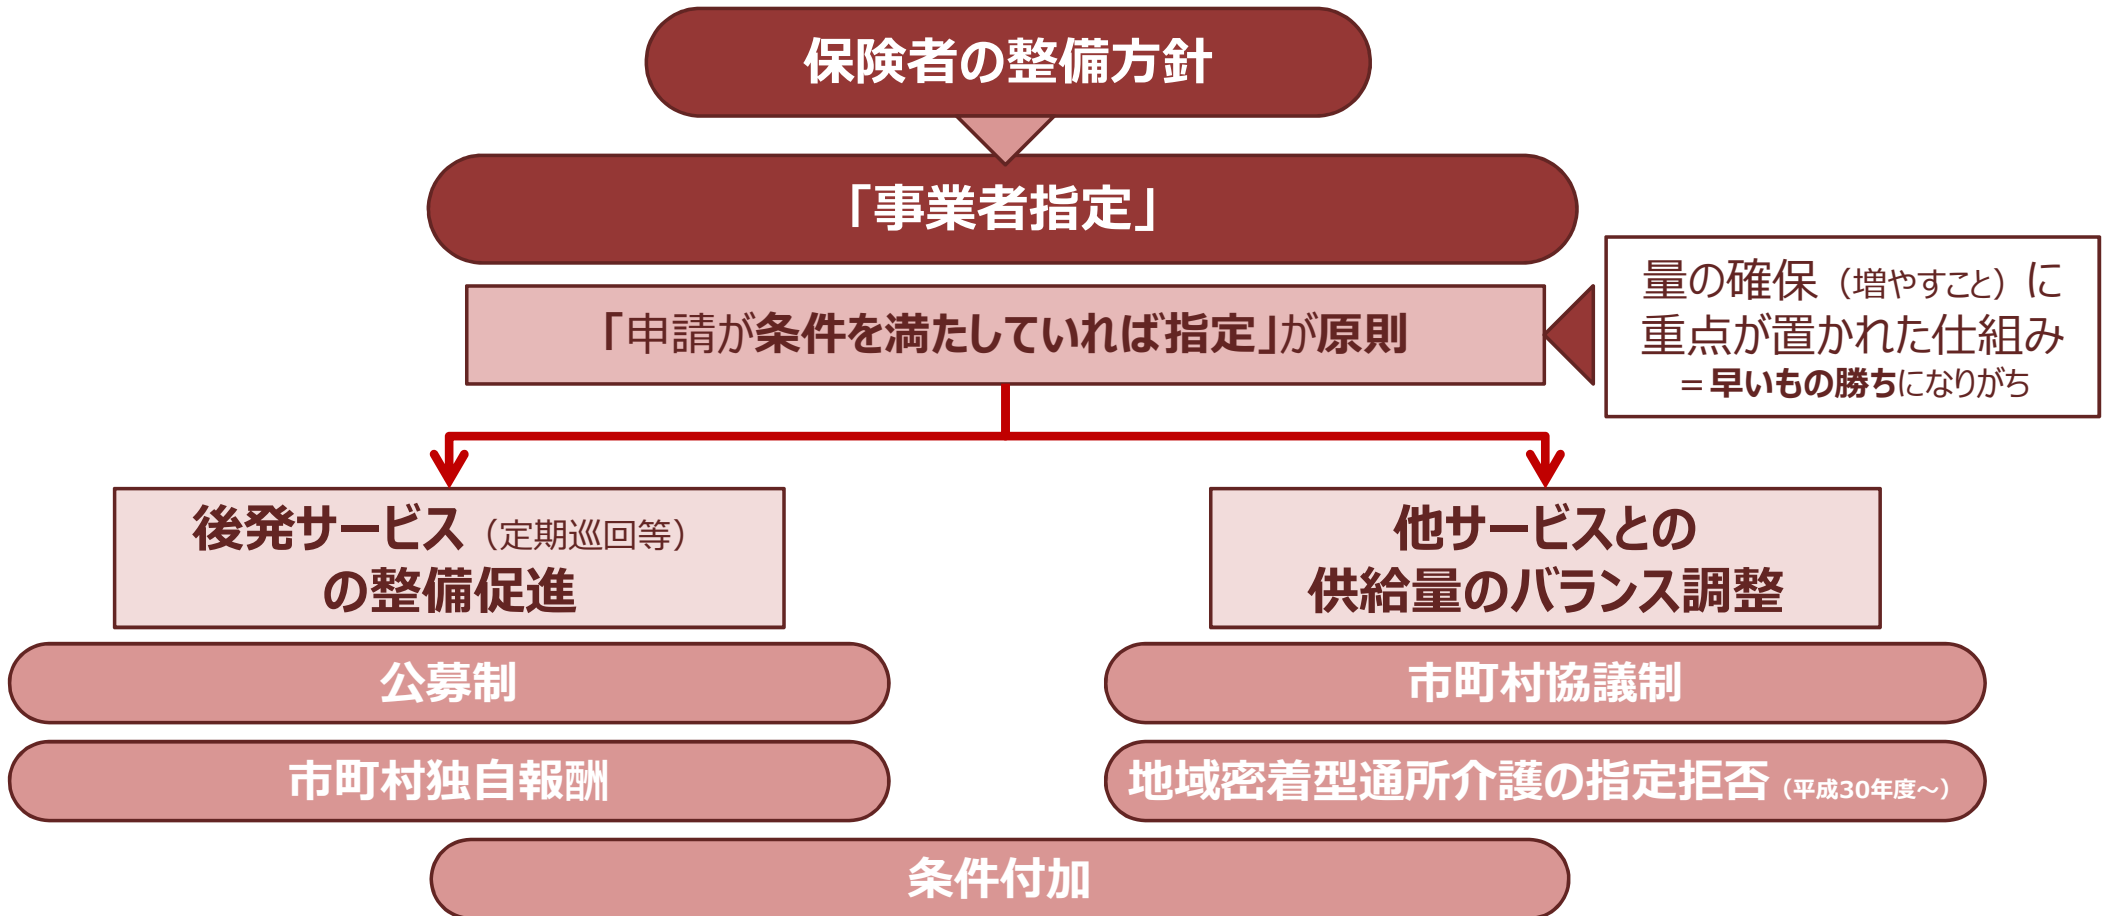 保険者の整備方針
「事業者指定」
「申請が条件を満たしていれば指定」が原則
量の確保（増やすこと）に
重点が置かれた仕組み
＝早いもの勝ちになりがち
後発サービス（定期巡回等）
の整備促進
他サービスとの
供給量のバランス調整
公募制
市町村協議制
市町村独自報酬
地域密着型通所介護の指定拒否（平成30年度～）
条件付加